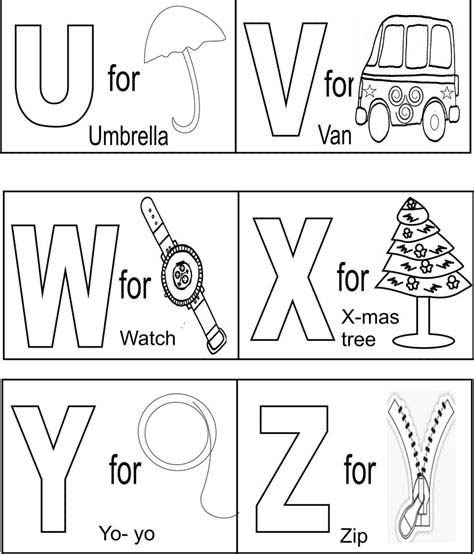 U for
Umbrella
V for
Van
W for
Watch
X for
X-mas
tree
Y for
Yo- yo
Z for
Zip